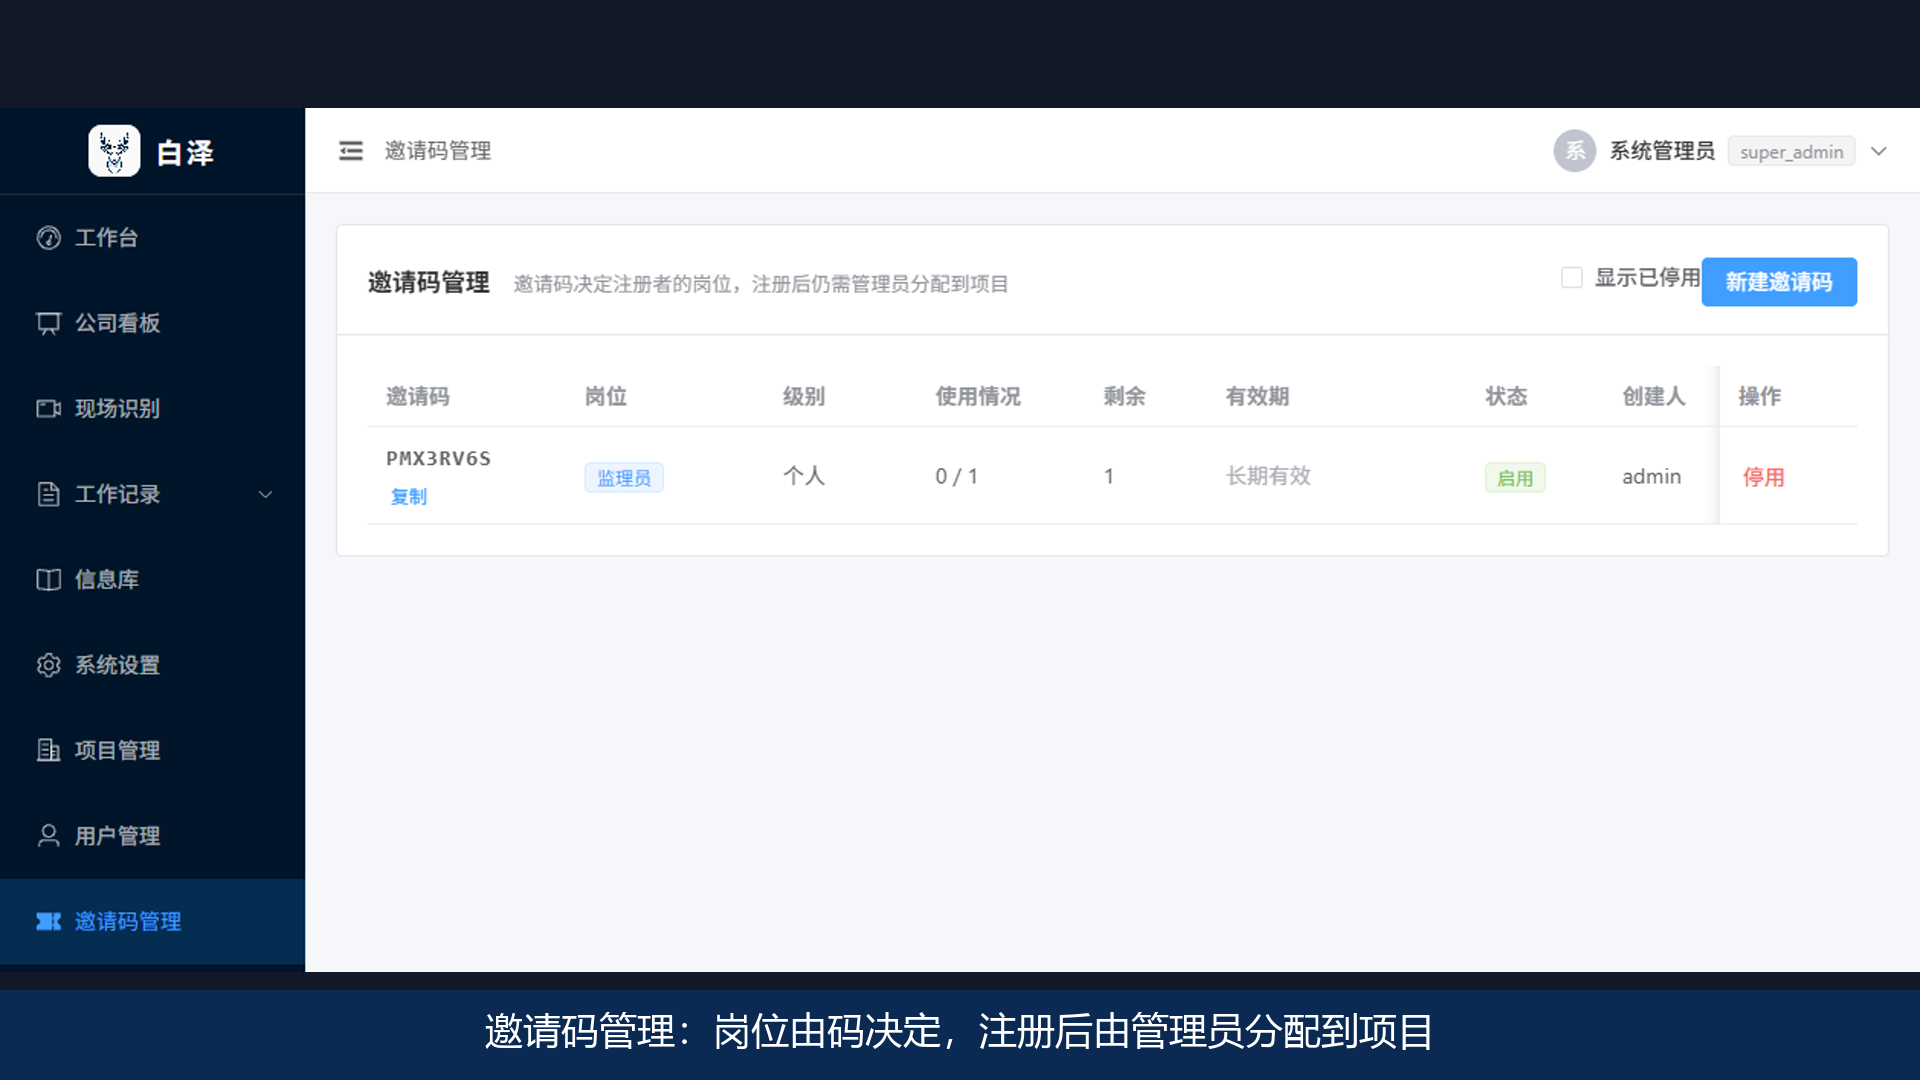 白泽
邀请码管理
系 系统管理员 super_admin
工作台
公司看板
现场识别
工作记录
信息库
系统设置
项目管理
用户管理
邀请码管理
邀请码管理 邀请码决定注册者的岗位，注册后仍需管理员分配到项目
显示已停用 新建邀请码
邀请码 岗位 级别 使用情况 剩余 有效期 状态 创建人 操作
PMX3RV6S 监理员 个人 0 / 1 1 长期有效 启用 admin 停用
复制
邀请码管理：岗位由码决定，注册后由管理员分配到项目